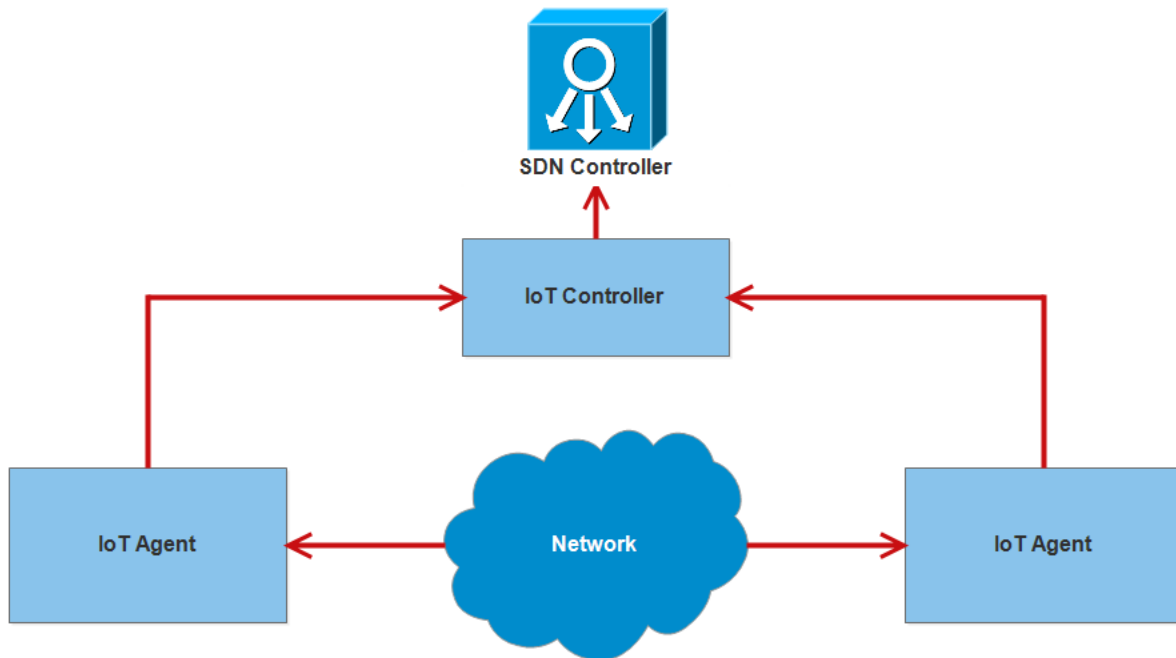 SDN Controller
IoT Controller
IoT Agent
Network
IoT Agent